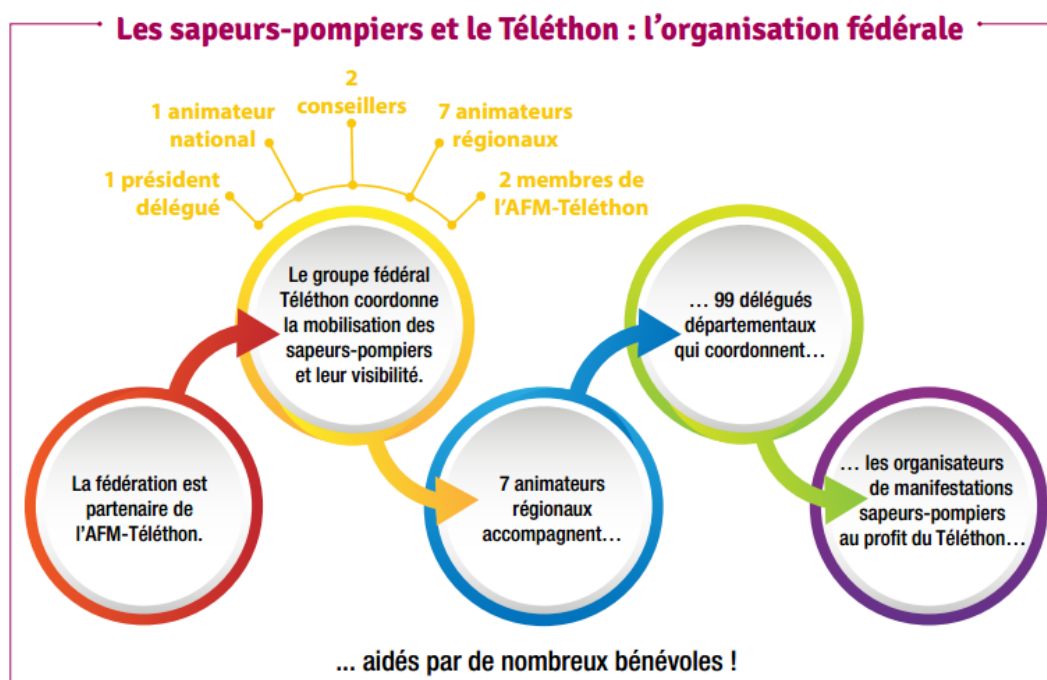 Les sapeurs-pompiers et le Téléthon : l’organisation fédérale
1 président
délégué
1 animateur
national
2
conseillers
7 animateurs
régionaux
2 membres de
l’AFM-Téléthon
La fédération est
partenaire de
l’AFM-Téléthon.
Le groupe fédéral
Téléthon coordonne
la mobilisation des
sapeurs-pompiers
et leur visibilité.
7 animateurs
régionaux
accompagnent…
… 99 délégués
départementaux
qui coordonnent…
… les organisateurs
de manifestations
sapeurs-pompiers
au profit du Téléthon…
... aidés par de nombreux bénévoles !